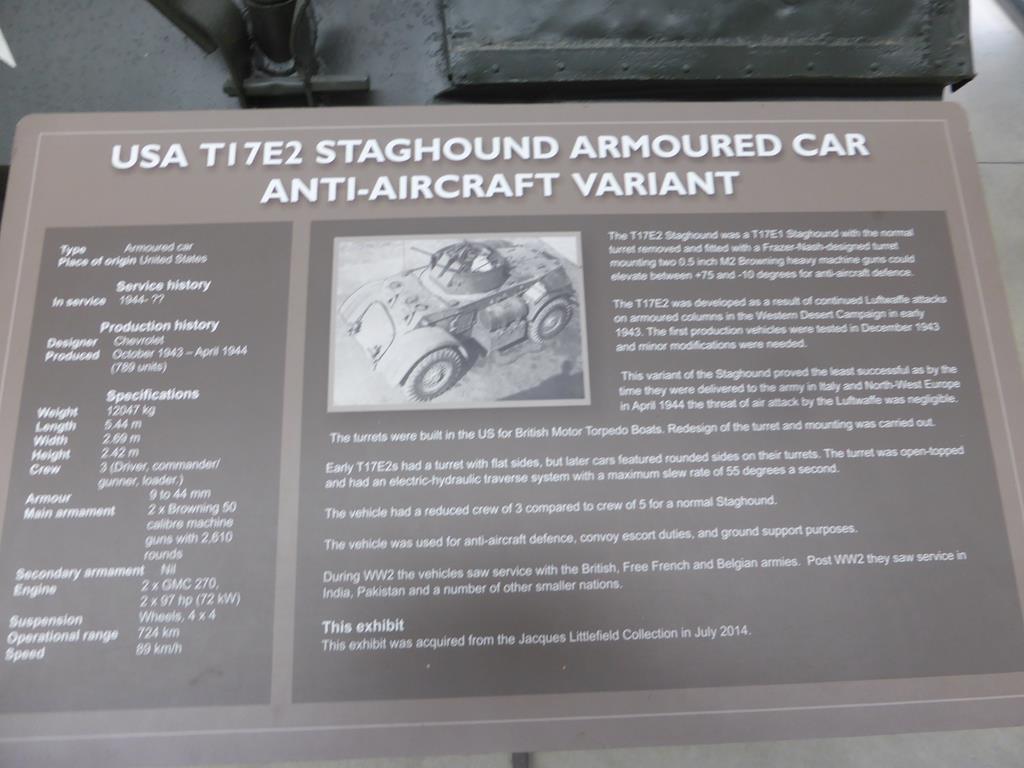 USA T17E2 STAGHOUND ARMOURED CAR
ANTI-AIRCRAFT VARIANT
Type Armoured car
Place of origin United States
Service history
In service 1944- ??
Production history
Designer Chevrolet
Produced October 1943 – April 1944
(789 units)
Specifications
Weight 12047 kg
Length 5.44 m
Width 2.69 m
Height 2.42 m
Crew 3 (Driver, commander/
gunner, loader.)
Armour 9 to 44 mm
Main armament 2 x Browning 50
calibre machine
guns with 2,610
rounds
Secondary armament Nil
Engine 2 x GMC 270,
2 x 97 hp (72 kW)
Suspension Wheels, 4 x 4
Operational range 724 km
Speed 89 km/h
The T17E2 Staghound was a T17E1 Staghound with the normal
turret removed and fitted with a Frazer-Nash-designed turret
mounting two 0.5 inch M2 Browning heavy machine guns could
elevate between +75 and -10 degrees for anti-aircraft defence.
The T17E2 was developed as a result of continued Luftwaffe attacks
on armoured columns in the Western Desert Campaign in early
1943. The first production vehicles were tested in December 1943
and minor modifications were needed.
This variant of the Staghound proved the least successful as by the
time they were delivered to the army in Italy and North-West Europe
in April 1944 the threat of air attack by the Luftwaffe was negligible.
The turrets were built in the US for British Motor Torpedo Boats. Redesign of the turret and mounting was carried out.
Early T17E2s had a turret with flat sides, but later cars featured rounded sides on their turrets. The turret was open-topped
and had an electric-hydraulic traverse system with a maximum slew rate of 55 degrees a second.
The vehicle had a reduced crew of 3 compared to crew of 5 for a normal Staghound.
The vehicle was used for anti-aircraft defence, convoy escort duties, and ground support purposes.
During WW2 the vehicles saw service with the British, Free French and Belgian armies. Post WW2 they saw service in
India, Pakistan and a number of other smaller nations.
This exhibit
This exhibit was acquired from the Jacques Littlefield Collection in July 2014.